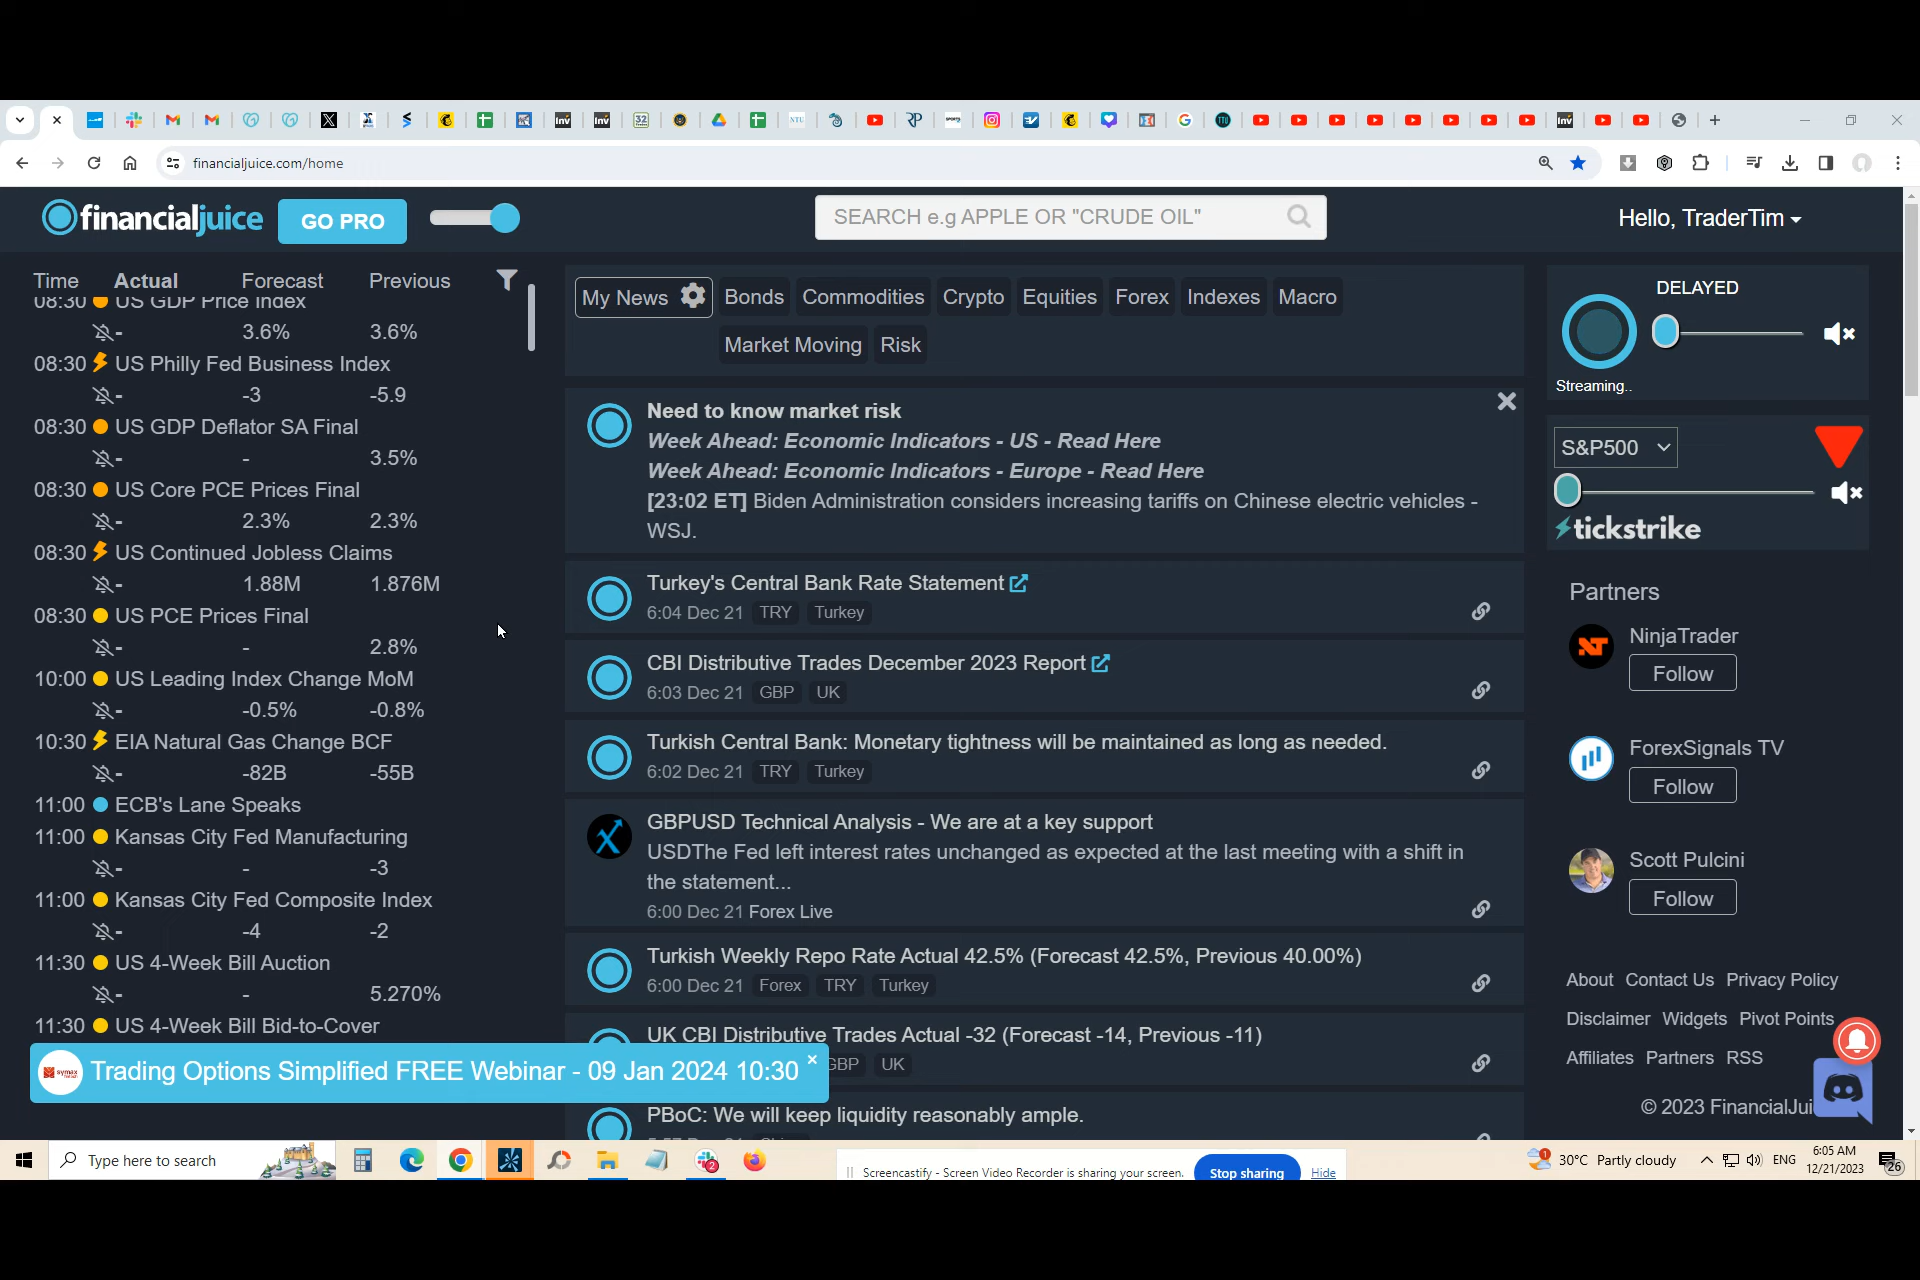 financialjuice.com/home
financialjuice
GO PRO
SEARCH e.g APPLE OR "CRUDE OIL"
Hello, TraderTim
Time Actual Forecast Previous
08:30 US GDP Price Index
- 3.6% 3.6%
08:30 US Philly Fed Business Index
- -3 -5.9
08:30 US GDP Deflator SA Final
- - 3.5%
08:30 US Core PCE Prices Final
- 2.3% 2.3%
08:30 US Continued Jobless Claims
- 1.88M 1.876M
08:30 US PCE Prices Final
- - 2.8%
10:00 US Leading Index Change MoM
- -0.5% -0.8%
10:30 EIA Natural Gas Change BCF
- -82B -55B
11:00 ECB's Lane Speaks
11:00 Kansas City Fed Manufacturing
- - -3
11:00 Kansas City Fed Composite Index
- -4 -2
11:30 US 4-Week Bill Auction
- - 5.270%
11:30 US 4-Week Bill Bid-to-Cover
Trading Options Simplified FREE Webinar - 09 Jan 2024 10:30 ×
My News Bonds Commodities Crypto Equities Forex Indexes Macro
Market Moving Risk
Need to know market risk
Week Ahead: Economic Indicators - US - Read Here
Week Ahead: Economic Indicators - Europe - Read Here
[23:02 ET] Biden Administration considers increasing tariffs on Chinese electric vehicles -
WSJ.
Turkey's Central Bank Rate Statement
6:04 Dec 21 TRY Turkey
CBI Distributive Trades December 2023 Report
6:03 Dec 21 GBP UK
Turkish Central Bank: Monetary tightness will be maintained as long as needed.
6:02 Dec 21 TRY Turkey
GBPUSD Technical Analysis - We are at a key support
USDThe Fed left interest rates unchanged as expected at the last meeting with a shift in
the statement...
6:00 Dec 21 Forex Live
Turkish Weekly Repo Rate Actual 42.5% (Forecast 42.5%, Previous 40.00%)
6:00 Dec 21 Forex TRY Turkey
UK CBI Distributive Trades Actual -32 (Forecast -14, Previous -11)
GBP UK
PBoC: We will keep liquidity reasonably ample.
DELAYED
Streaming..
S&P500
tickstrike
Partners
NinjaTrader
Follow
ForexSignals TV
Follow
Scott Pulcini
Follow
About Contact Us Privacy Policy
Disclaimer Widgets Pivot Points
Affiliates Partners RSS
© 2023 FinancialJui
Type here to search
Screencastify - Screen Video Recorder is sharing your screen.
Stop sharing
Hide
30°C Partly cloudy
ENG
6:05 AM
12/21/2023
26